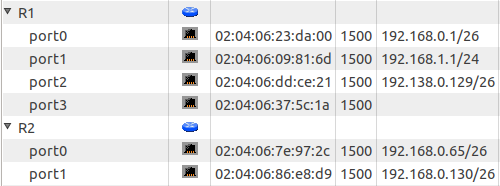 R1
port0 02:04:06:23:da:00 1500 192.168.0.1/26
port1 02:04:06:09:81:6d 1500 192.168.1.1/24
port2 02:04:06:dd:ce:21 1500 192.138.0.129/26
port3 02:04:06:37:5c:1a 1500
R2
port0 02:04:06:7e:97:2c 1500 192.168.0.65/26
port1 02:04:06:86:e8:d9 1500 192.168.0.130/26